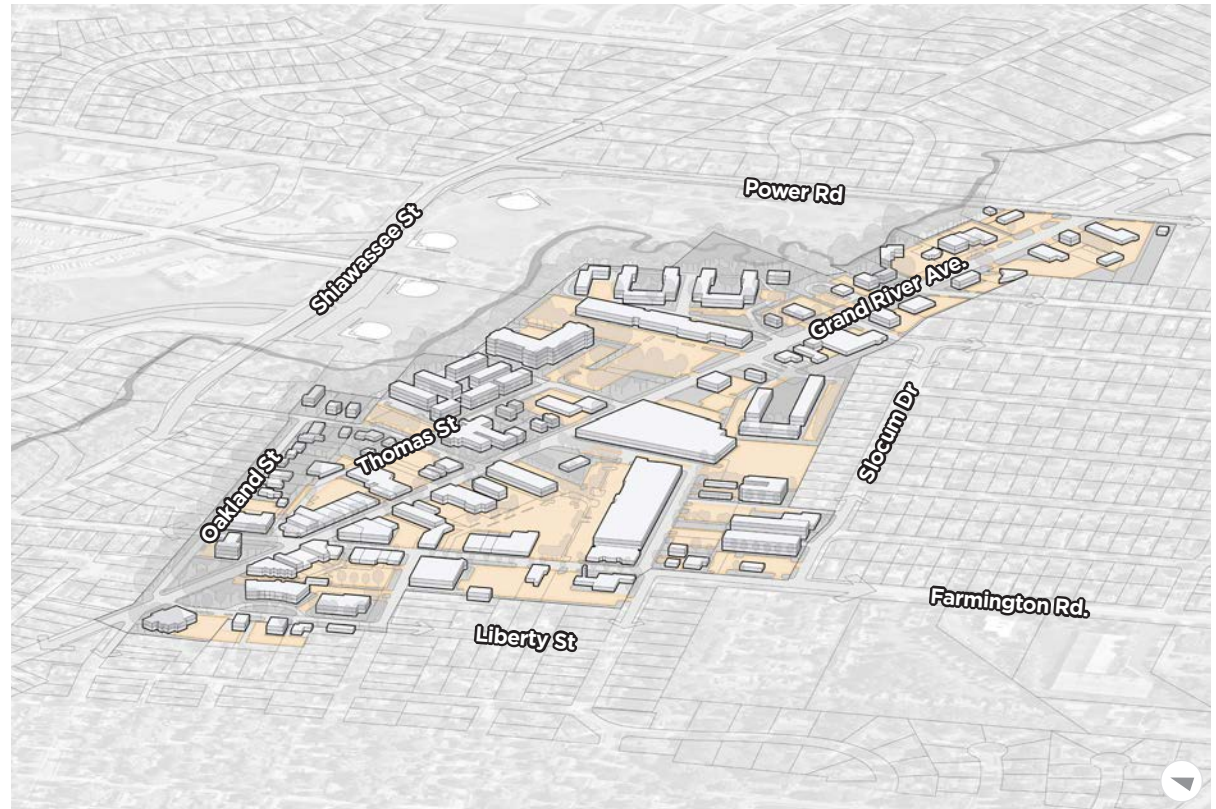 Power Rd
Shiawassee St
Grand River Ave.
Thomas St
Slocum Dr
Oakland St
Farmington Rd.
Liberty St